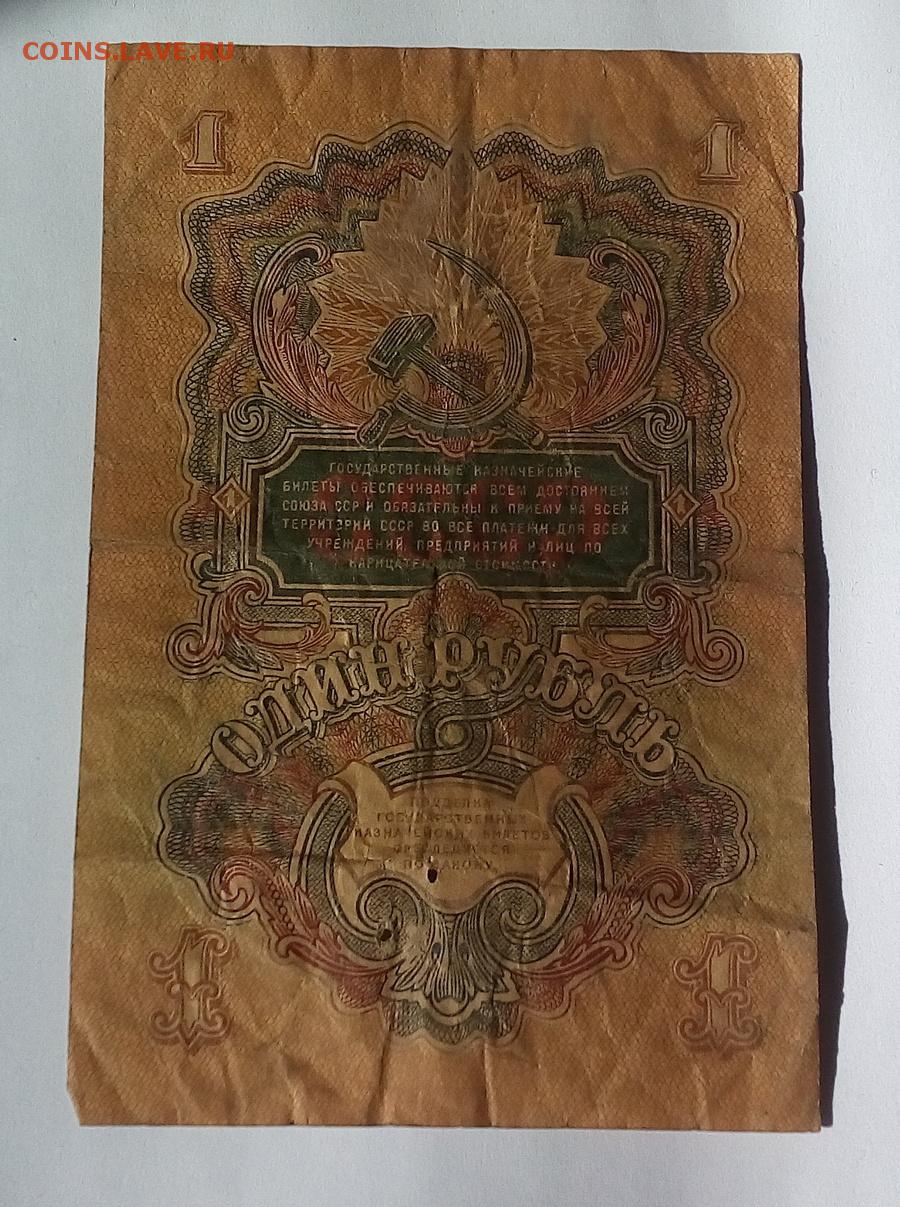 COINS.LAVE.RU
1 1
ГОСУДАРСТВЕННЫЕ КАЗНАЧЕЙСКИЕ
БИЛЕТЫ ОБЕСПЕЧИВАЮТСЯ ВСЕМ ДОСТОЯНИЕМ
СОЮЗА ССР И ОБЯЗАТЕЛЬНЫ К ПРИЕМУ НА ВСЕЙ
ТЕРРИТОРИИ СССР ВО ВСЕ ПЛАТЕЖИ ДЛЯ ВСЕХ
УЧРЕЖДЕНИЙ, ПРЕДПРИЯТИЙ И ЛИЦ ПО
НАРИЦАТЕЛЬНОЙ СТОИМОСТИ
1 1
ОДИН РУБЛЬ
ПОДДЕЛКА
ГОСУДАРСТВЕННЫХ
КАЗНАЧЕЙСКИХ БИЛЕТОВ
ПРЕСЛЕДУЕТСЯ
ПО ЗАКОНУ
1 1